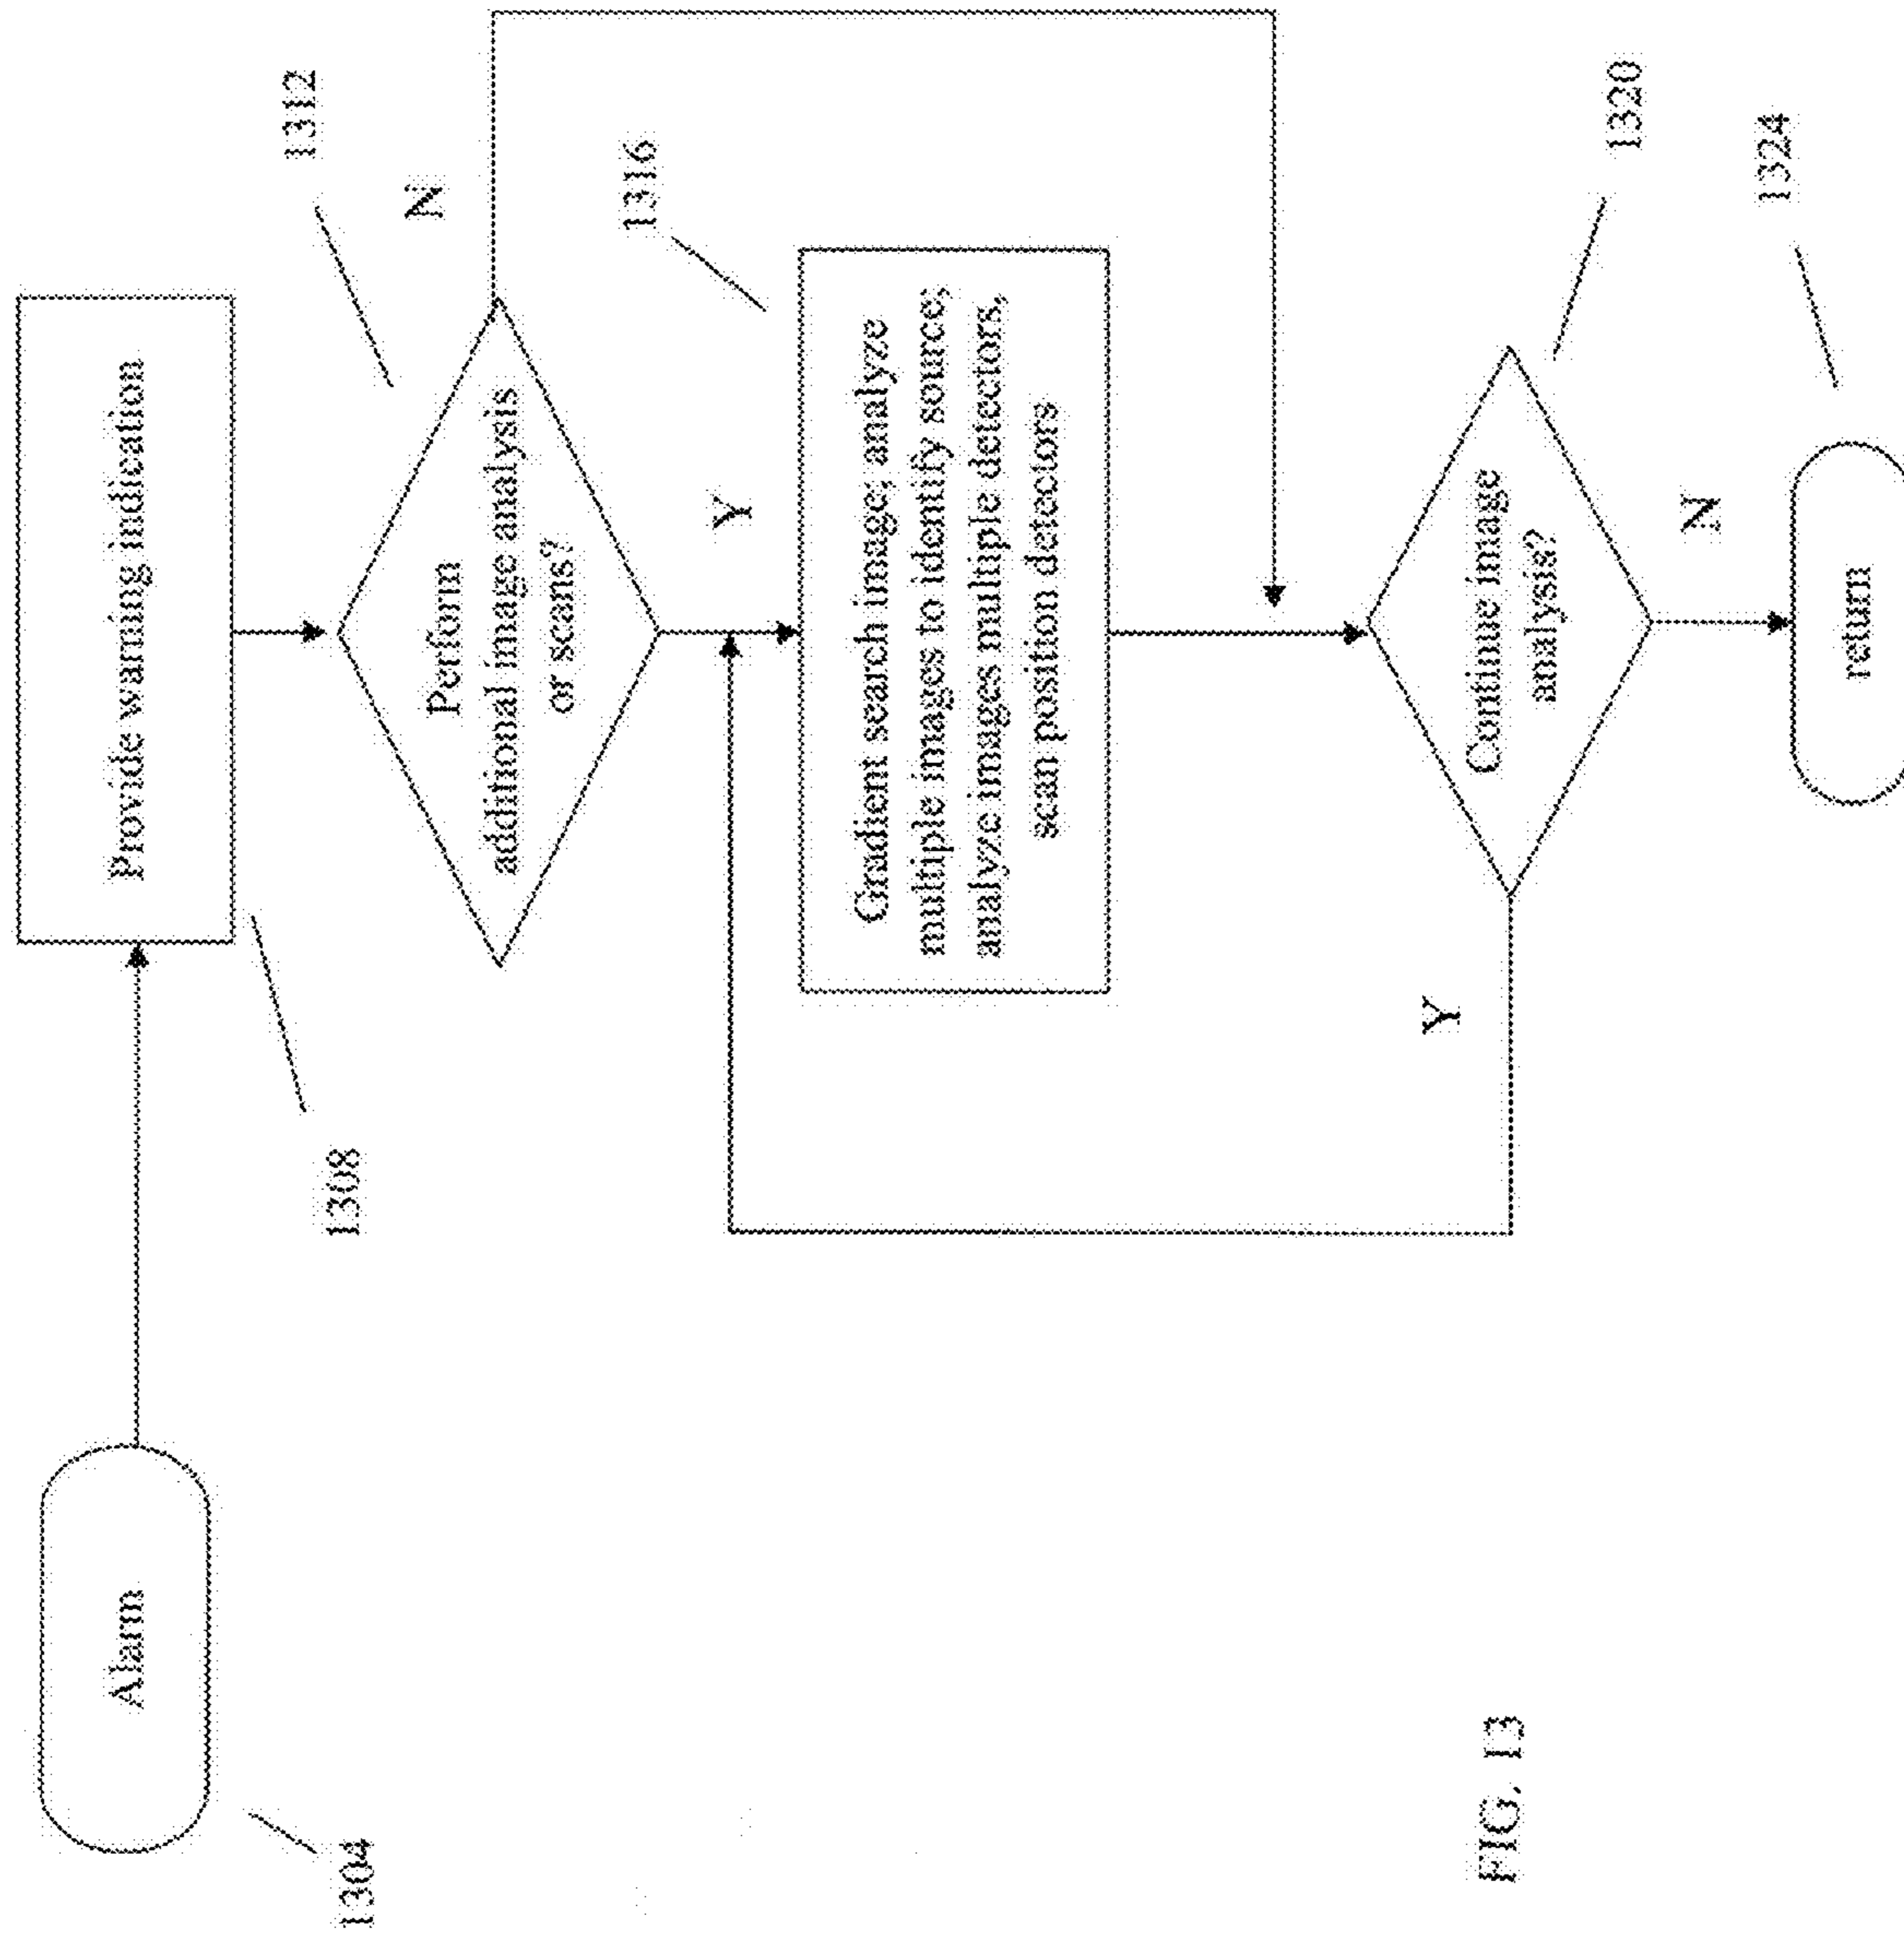 Alarm
1304
Provide warning indication
1308
Perform
additional image analysis
or scans?
1312
N
Y
Gradient search image; analyze
multiple images to identify source;
analyze images multiple detectors,
scan position detectors
1316
Continue image
analysis?
1320
Y
N
return
1324
FIG. 13